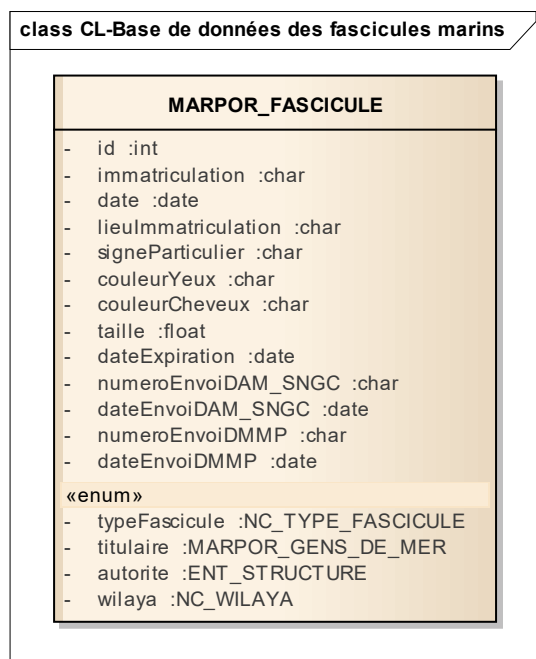 class CL-Base de données des fascicules marins
MARPOR_FASCICULE
- id :int
- immatriculation :char
- date :date
- lieuImmatriculation :char
- signeParticulier :char
- couleurYeux :char
- couleurCheveux :char
- taille :float
- dateExpiration :date
- numeroEnvoiDAM_SNGC :char
- dateEnvoiDAM_SNGC :date
- numeroEnvoiDMMP :char
- dateEnvoiDMMP :date
«enum»
- typeFascicule :NC_TYPE_FASCICULE
- titulaire :MARPOR_GENS_DE_MER
- autorite :ENT_STRUCTURE
- wilaya :NC_WILAYA